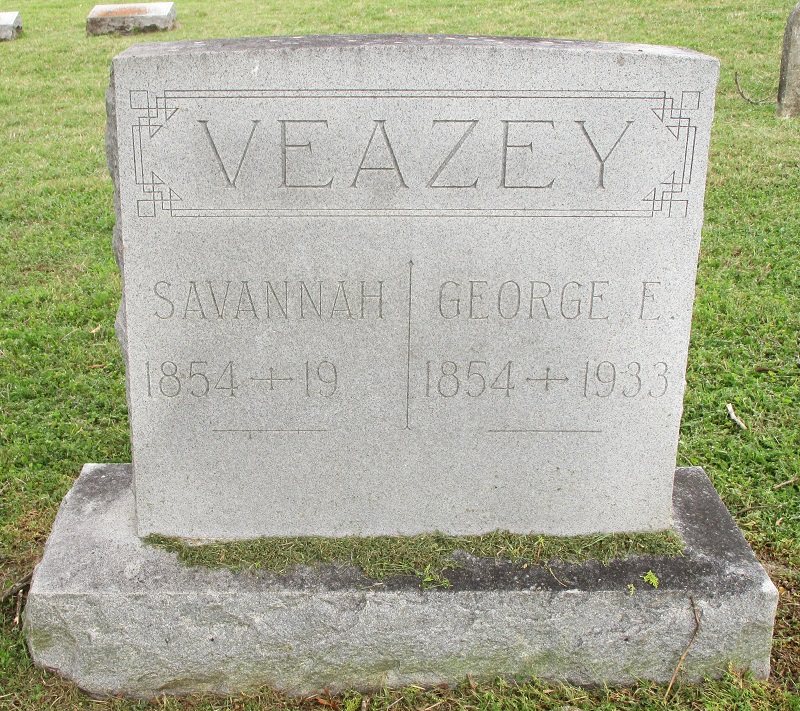 VEAZEY
SAVANNAH
1854 + 19
GEORGE E.
1854 + 1933